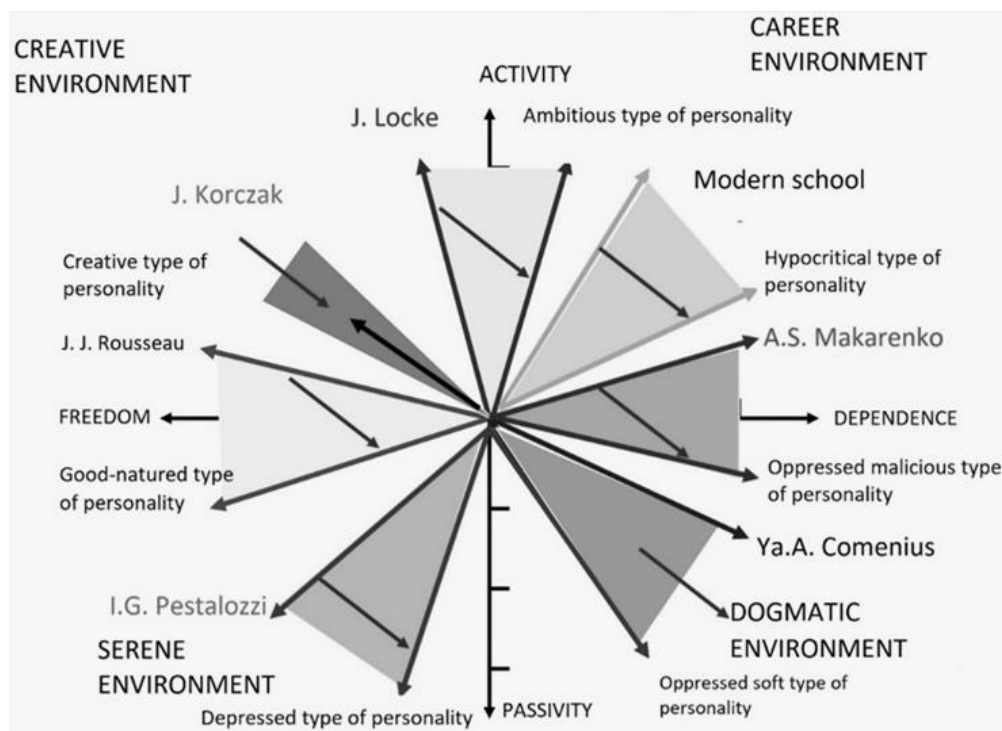 CREATIVE
ENVIRONMENT
CAREER
ENVIRONMENT
ACTIVITY
J. Locke
Ambitious type of personality
Modern school
J. Korczak
Creative type of
personality
Hypocritical type of
personality
J. J. Rousseau
A.S. Makarenko
FREEDOM
DEPENDENCE
Good-natured type
of personality
Oppressed malicious type
of personality
Ya.A. Comenius
I.G. Pestalozzi
DOGMATIC
ENVIRONMENT
SERENE
ENVIRONMENT
Oppressed soft type of
personality
Depressed type of personality
PASSIVITY